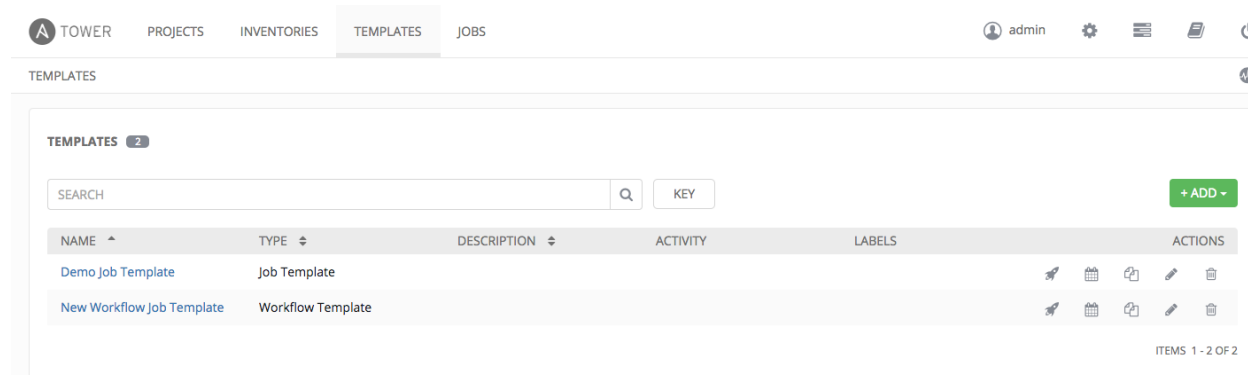 A TOWER PROJECTS INVENTORIES TEMPLATES JOBS admin
TEMPLATES
TEMPLATES 2
SEARCH KEY + ADD
NAME TYPE DESCRIPTION ACTIVITY LABELS ACTIONS
Demo Job Template Job Template
New Workflow Job Template Workflow Template
ITEMS 1 - 2 OF 2